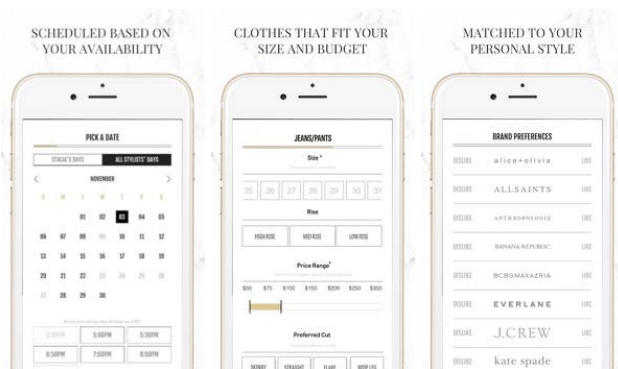 SCHEDULED BASED ON
YOUR AVAILABILITY
PICK A DATE
ALL STYLISTS' DAYS
< NOVEMBER >
S M T W T F S
01 02 03 04 05
06 07 08 09 10 11 12
13 14 15 16 17 18 19
20 21 22 23 24 25 26
27 28 29 30
5:00PM 5:30PM
6:30PM 7:00PM 8:00PM
CLOTHES THAT FIT YOUR
SIZE AND BUDGET
JEANS/PANTS
Size *
25 26 27 28 29 30 31
Rise
HIGH RISE MID RISE LOW RISE
Price Range*
$50 $75 $100 $150 $200 $250 $350
Preferred Cut
SKINNY STRAIGHT FLARE WIDE LEG
MATCHED TO YOUR
PERSONAL STYLE
BRAND PREFERENCES
DISLIKE alice+olivia LIKE
DISLIKE ALLSAINTS LIKE
DISLIKE ANTHROPOLOGIE LIKE
DISLIKE BANANA REPUBLIC LIKE
DISLIKE BCBGMAXAZRIA LIKE
DISLIKE EVERLANE LIKE
DISLIKE J.CREW LIKE
DISLIKE kate spade LIKE